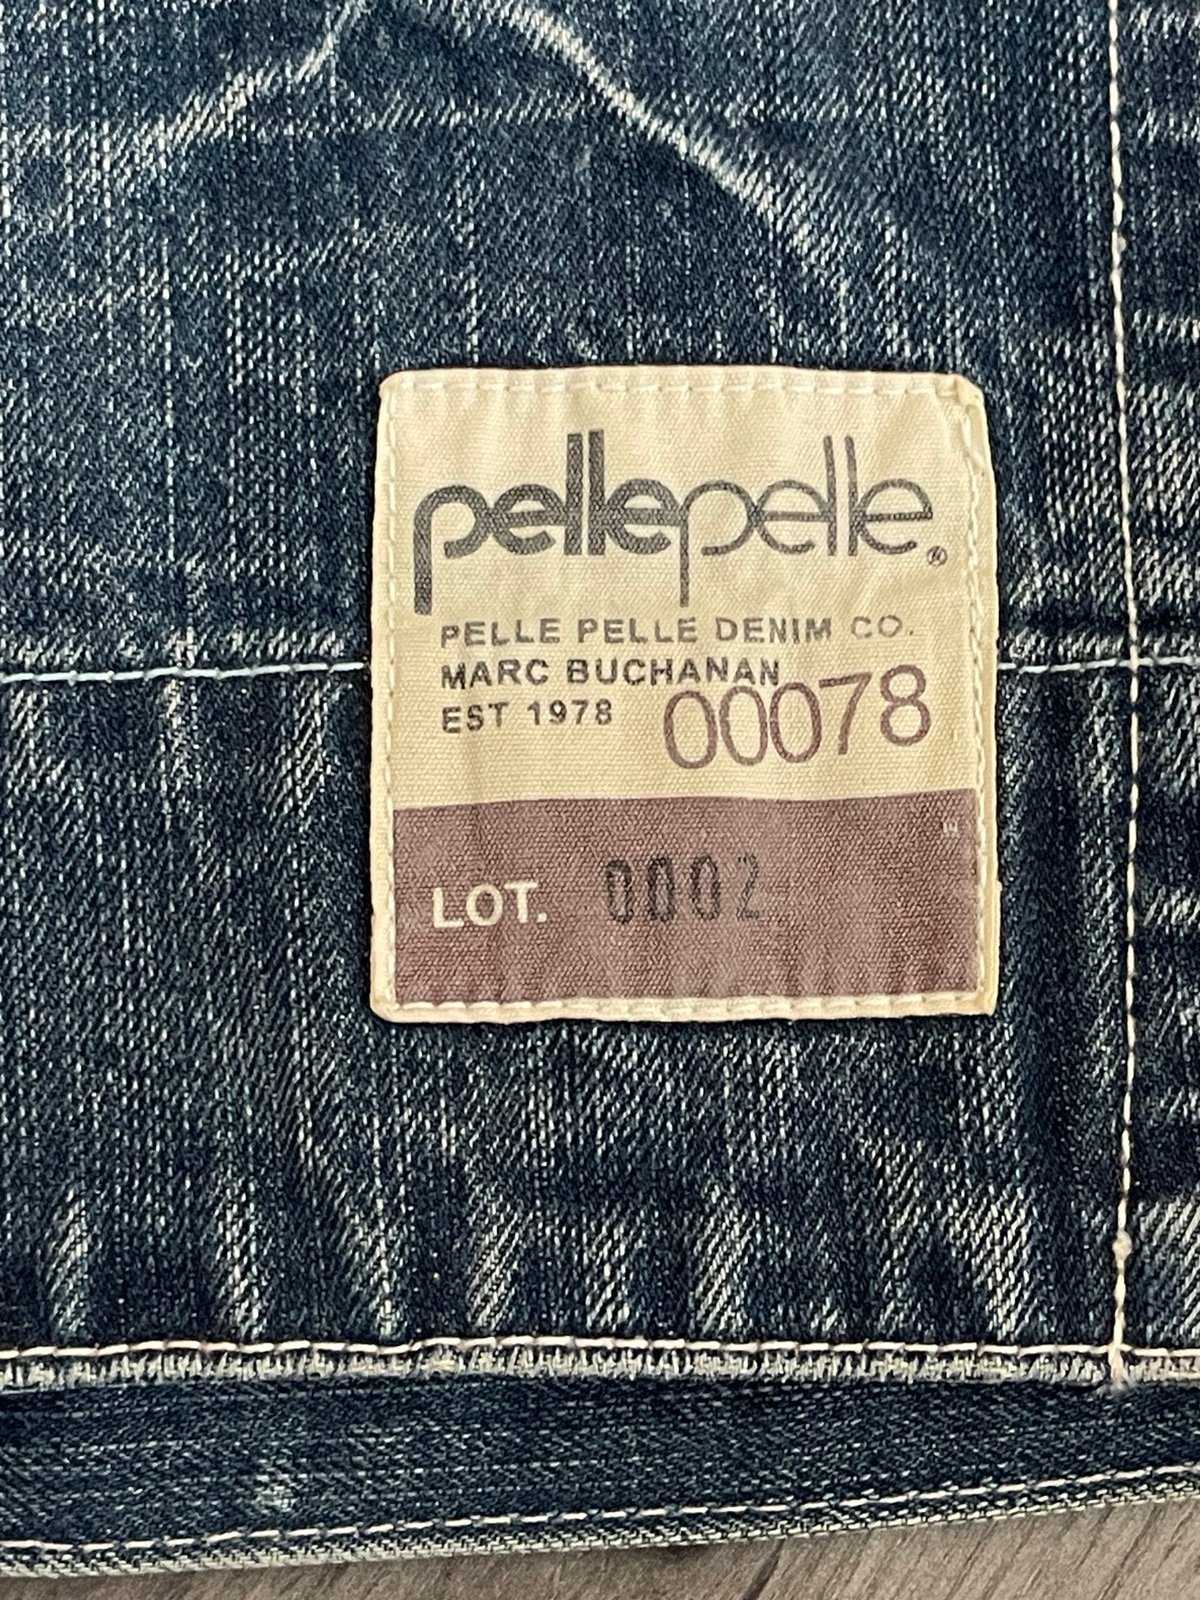 pellepelle®
PELLE PELLE DENIM CO.
MARC BUCHANAN
EST 1978 00078
LOT. 0002